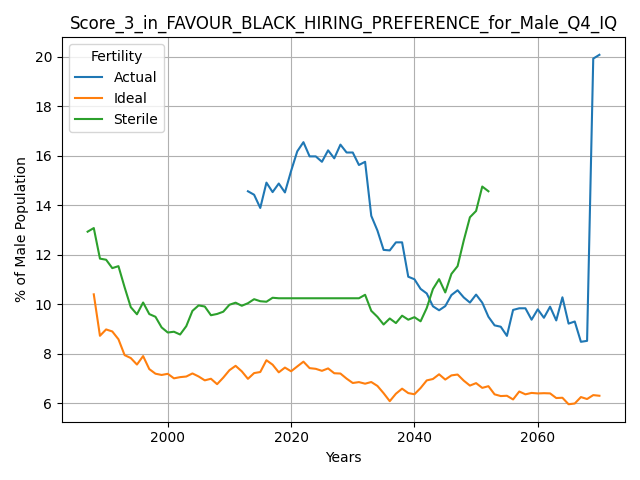 Score_3_in_FAVOUR_BLACK_HIRING_PREFERENCE_for_Male_Q4_IQ
Fertility
Actual
Ideal
Sterile
% of Male Population
20
18
16
14
12
10
8
6
2000 2020 2040 2060
Years